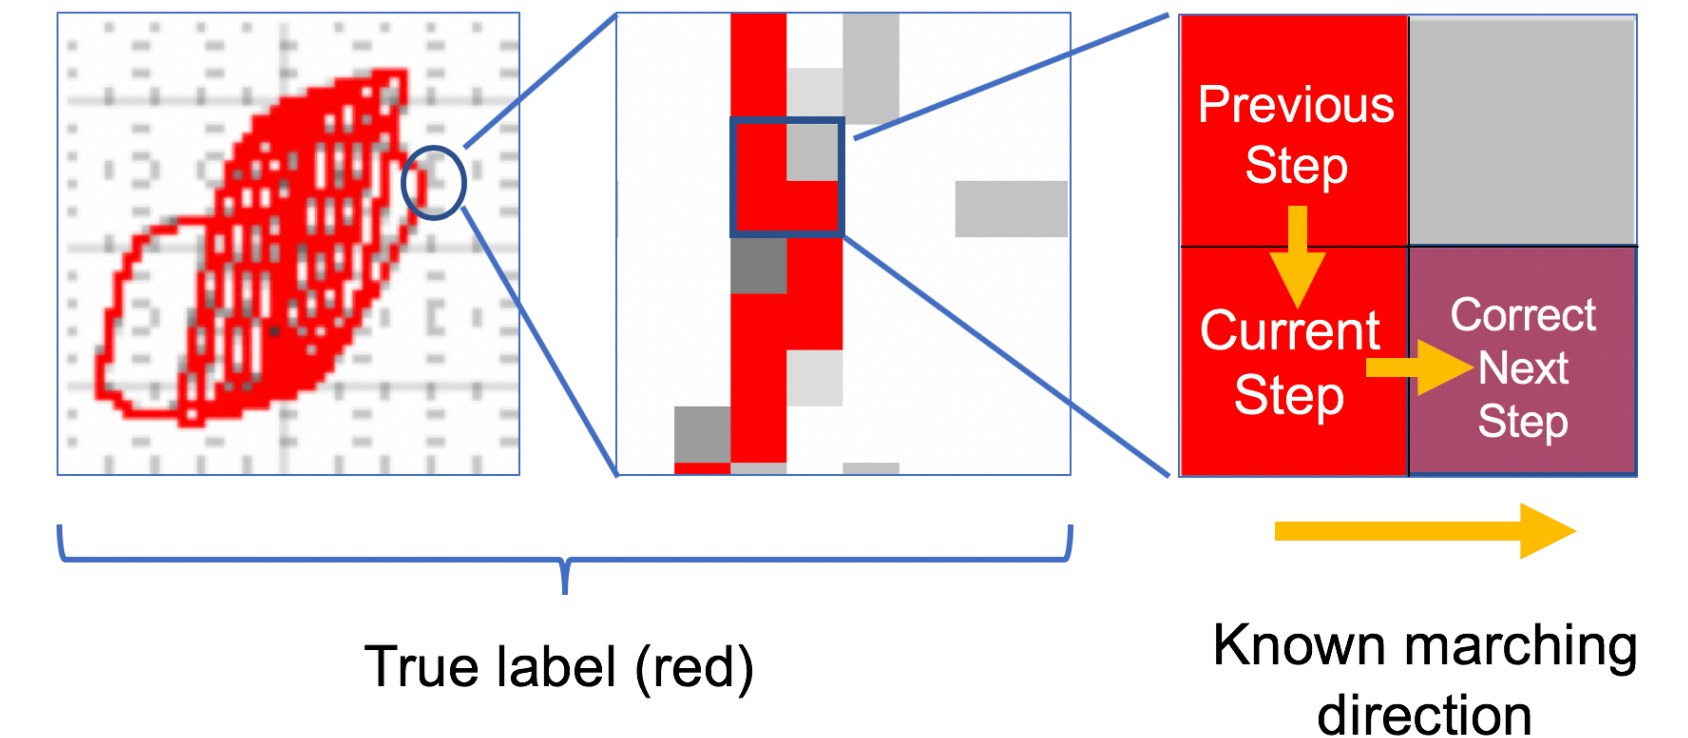 Previous
Step
Current
Step
Correct
Next
Step
True label (red)
Known marching
direction